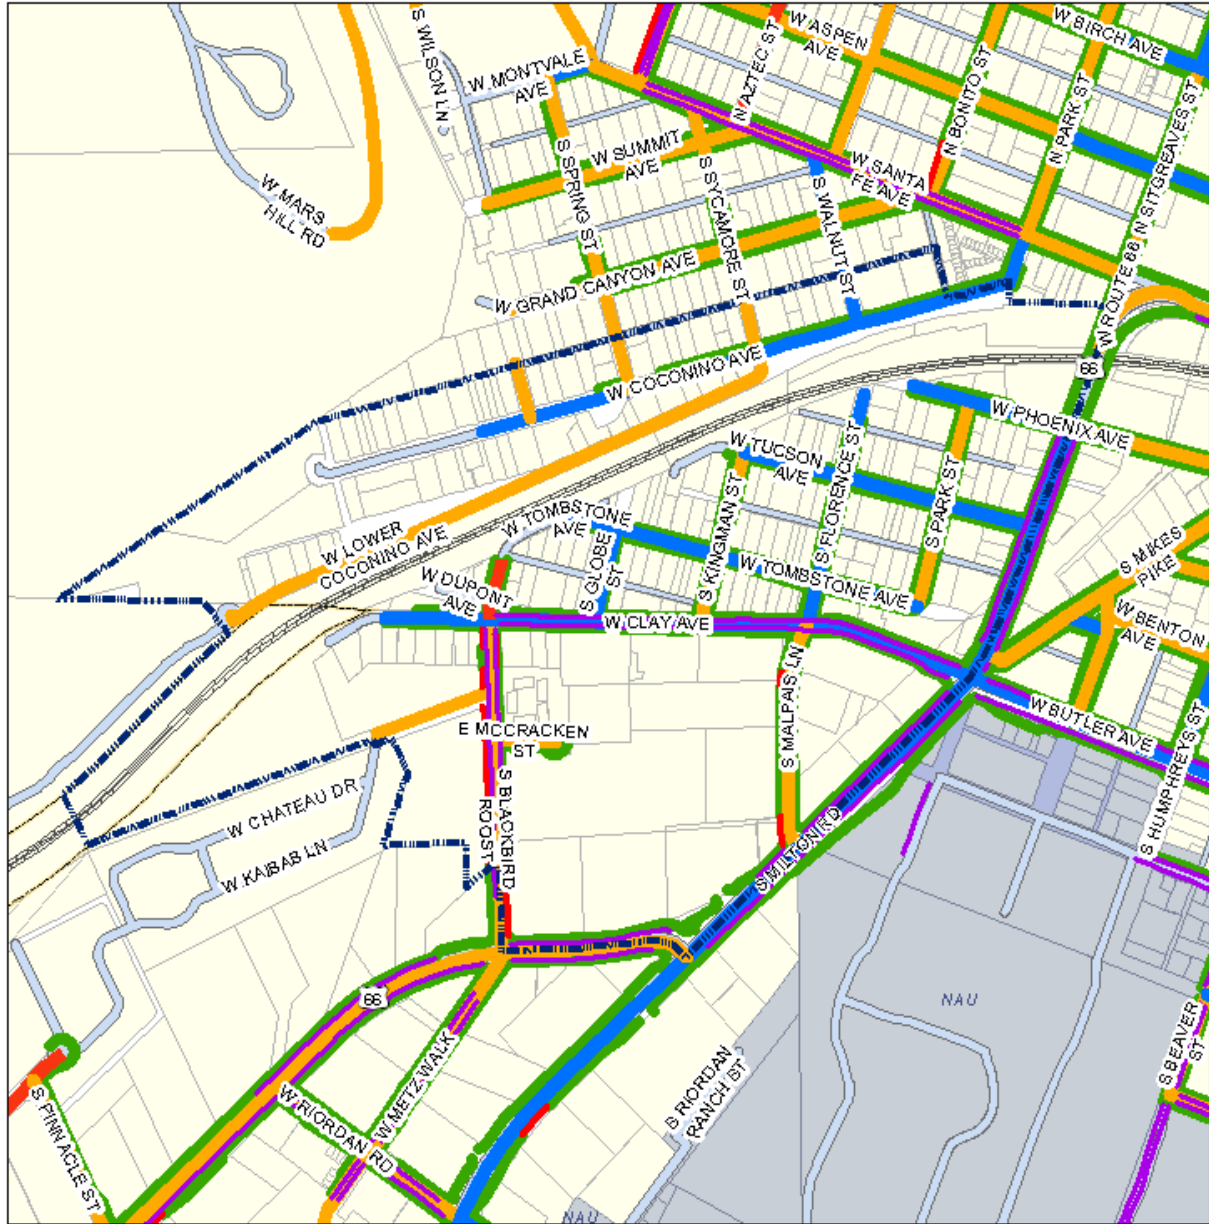 S WILSON LN
W MONTVALE
AVE
N AZTEC ST
W ASPEN
AVE
W BIRCH AVE
N BONITO ST
N PARK ST
N SITGREAVES ST
W MARS
HILL RD
S SPRING ST
W SUMMIT
AVE
S SYCAMORE ST
W SANTA
FE AVE
S WALNUT ST
W GRAND CANYON AVE
W ROUTE 66
66
W COCONINO AVE
W PHOENIX AVE
W TUCSON
AVE
S FLORENCE ST
S PARK ST
W LOWER
COCONINO AVE
W TOMBSTONE
AVE
S KINGMAN ST
S GLOBE
ST
W TOMBSTONE AVE
S MIKES
PIKE
W DUPONT
AVE
W CLAY AVE
W BENTON
AVE
S MALPAIS LN
E MCCRACKEN
ST
W BUTLER AVE
S HUMPHREYS ST
S BLACKBIRD
ROOST
W CHATEAU DR
W KAIBAB LN
S MILTON RD
66
NAU
S BEAVER
ST
W METZ WALK
W RIORDAN RD
S RIORDAN
RANCH ST
S PINNACLE ST
NAU